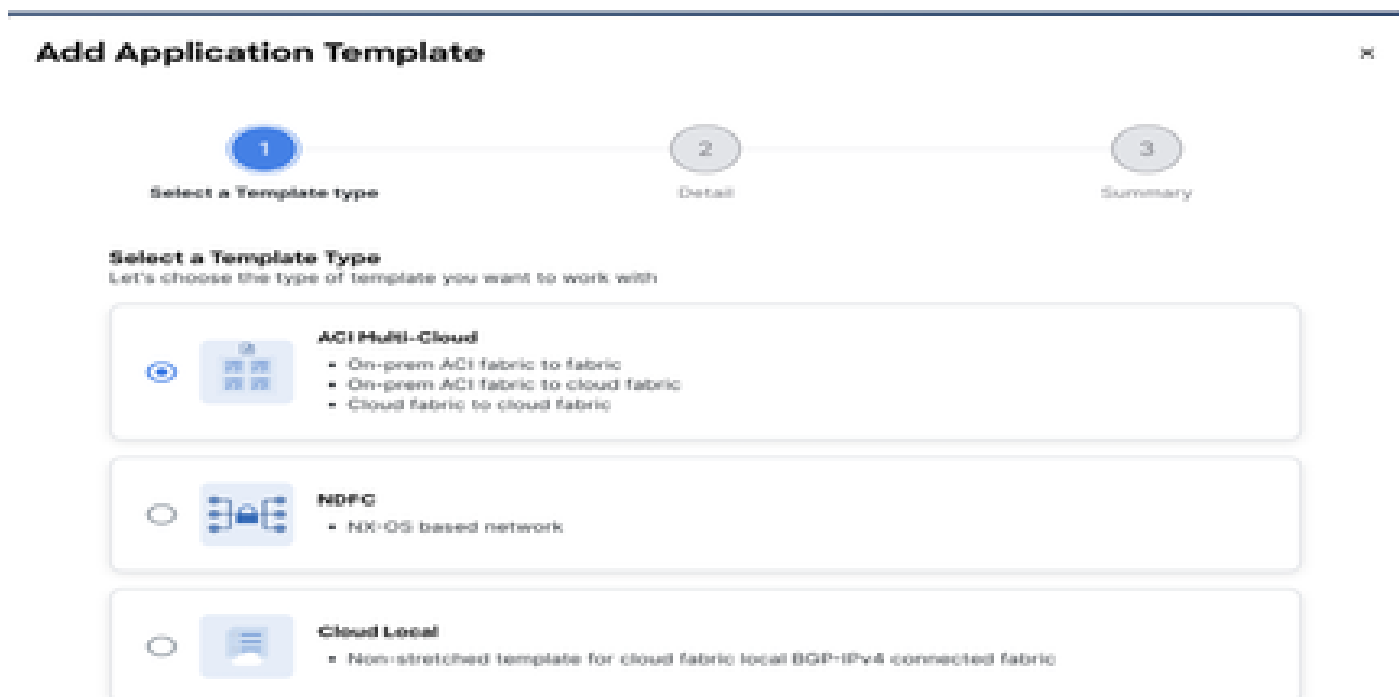 Add Application Template
×
1
2
3
Select a Template type
Detail
Summary
Select a Template Type
Let's choose the type of template you want to work with
ACI Multi-Cloud
• On-prem ACI fabric to fabric
• On-prem ACI fabric to cloud fabric
• Cloud fabric to cloud fabric
NDFC
• NX-OS based network
Cloud Local
• Non-stretched template for cloud fabric local BGP-IPv4 connected fabric